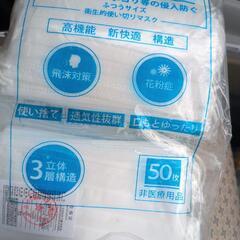 り等の侵入防ぐ
ふつうサイズ
衛生的使い切りマスク
高機能 新快適 構造
飛沫対策
花粉症
使い捨て
通気性抜群
口もとゆったり
3立体
層構造
50枚
非医療用品